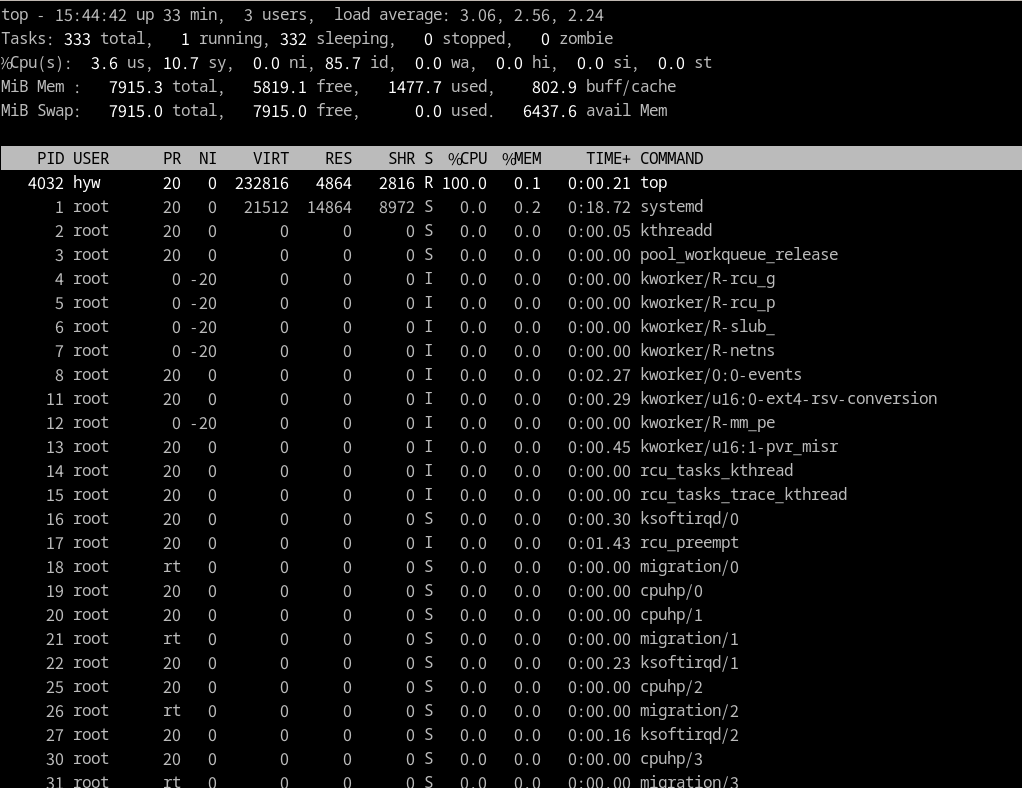 top - 15:44:42 up 33 min,  3 users,  load average: 3.06, 2.56, 2.24
Tasks: 333 total,   1 running, 332 sleeping,   0 stopped,   0 zombie
%Cpu(s):  3.6 us, 10.7 sy,  0.0 ni, 85.7 id,  0.0 wa,  0.0 hi,  0.0 si,  0.0 st
MiB Mem :   7915.3 total,   5819.1 free,   1477.7 used,    802.9 buff/cache
MiB Swap:   7915.0 total,   7915.0 free,      0.0 used.   6437.6 avail Mem
    PID USER      PR  NI    VIRT    RES    SHR S  %CPU  %MEM     TIME+ COMMAND
   4032 hyw       20   0  232816   4864   2816 R 100.0   0.1   0:00.21 top
      1 root      20   0   21512  14864   8972 S   0.0   0.2   0:18.72 systemd
      2 root      20   0       0      0      0 S   0.0   0.0   0:00.05 kthreadd
      3 root      20   0       0      0      0 S   0.0   0.0   0:00.00 pool_workqueue_release
      4 root       0 -20       0      0      0 I   0.0   0.0   0:00.00 kworker/R-rcu_g
      5 root       0 -20       0      0      0 I   0.0   0.0   0:00.00 kworker/R-rcu_p
      6 root       0 -20       0      0      0 I   0.0   0.0   0:00.00 kworker/R-slub_
      7 root       0 -20       0      0      0 I   0.0   0.0   0:00.00 kworker/R-netns
      8 root      20   0       0      0      0 I   0.0   0.0   0:02.27 kworker/0:0-events
     11 root      20   0       0      0      0 I   0.0   0.0   0:00.29 kworker/u16:0-ext4-rsv-conversion
     12 root       0 -20       0      0      0 I   0.0   0.0   0:00.00 kworker/R-mm_pe
     13 root      20   0       0      0      0 I   0.0   0.0   0:00.45 kworker/u16:1-pvr_misr
     14 root      20   0       0      0      0 I   0.0   0.0   0:00.00 rcu_tasks_kthread
     15 root      20   0       0      0      0 I   0.0   0.0   0:00.00 rcu_tasks_trace_kthread
     16 root      20   0       0      0      0 S   0.0   0.0   0:00.30 ksoftirqd/0
     17 root      20   0       0      0      0 I   0.0   0.0   0:01.43 rcu_preempt
     18 root      rt   0       0      0      0 S   0.0   0.0   0:00.00 migration/0
     19 root      20   0       0      0      0 S   0.0   0.0   0:00.00 cpuhp/0
     20 root      20   0       0      0      0 S   0.0   0.0   0:00.00 cpuhp/1
     21 root      rt   0       0      0      0 S   0.0   0.0   0:00.00 migration/1
     22 root      20   0       0      0      0 S   0.0   0.0   0:00.23 ksoftirqd/1
     25 root      20   0       0      0      0 S   0.0   0.0   0:00.00 cpuhp/2
     26 root      rt   0       0      0      0 S   0.0   0.0   0:00.00 migration/2
     27 root      20   0       0      0      0 S   0.0   0.0   0:00.16 ksoftirqd/2
     30 root      20   0       0      0      0 S   0.0   0.0   0:00.00 cpuhp/3
     31 root      rt   0       0      0      0 S   0.0   0.0   0:00.00 migration/3